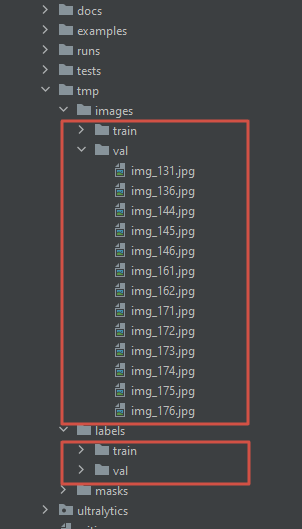 docs
examples
runs
tests
tmp
images
train
val
img_131.jpg
img_136.jpg
img_144.jpg
img_145.jpg
img_146.jpg
img_161.jpg
img_162.jpg
img_171.jpg
img_172.jpg
img_173.jpg
img_174.jpg
img_175.jpg
img_176.jpg
labels
train
val
masks
ultralytics